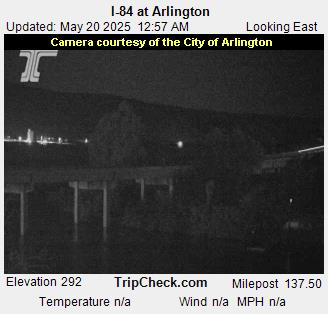 I-84 at Arlington
Updated: May 20 2025 12:57 AM Looking East
Camera courtesy of the City of Arlington
Elevation 292 TripCheck.com Milepost 137.50
Temperature n/a Wind n/a MPH n/a